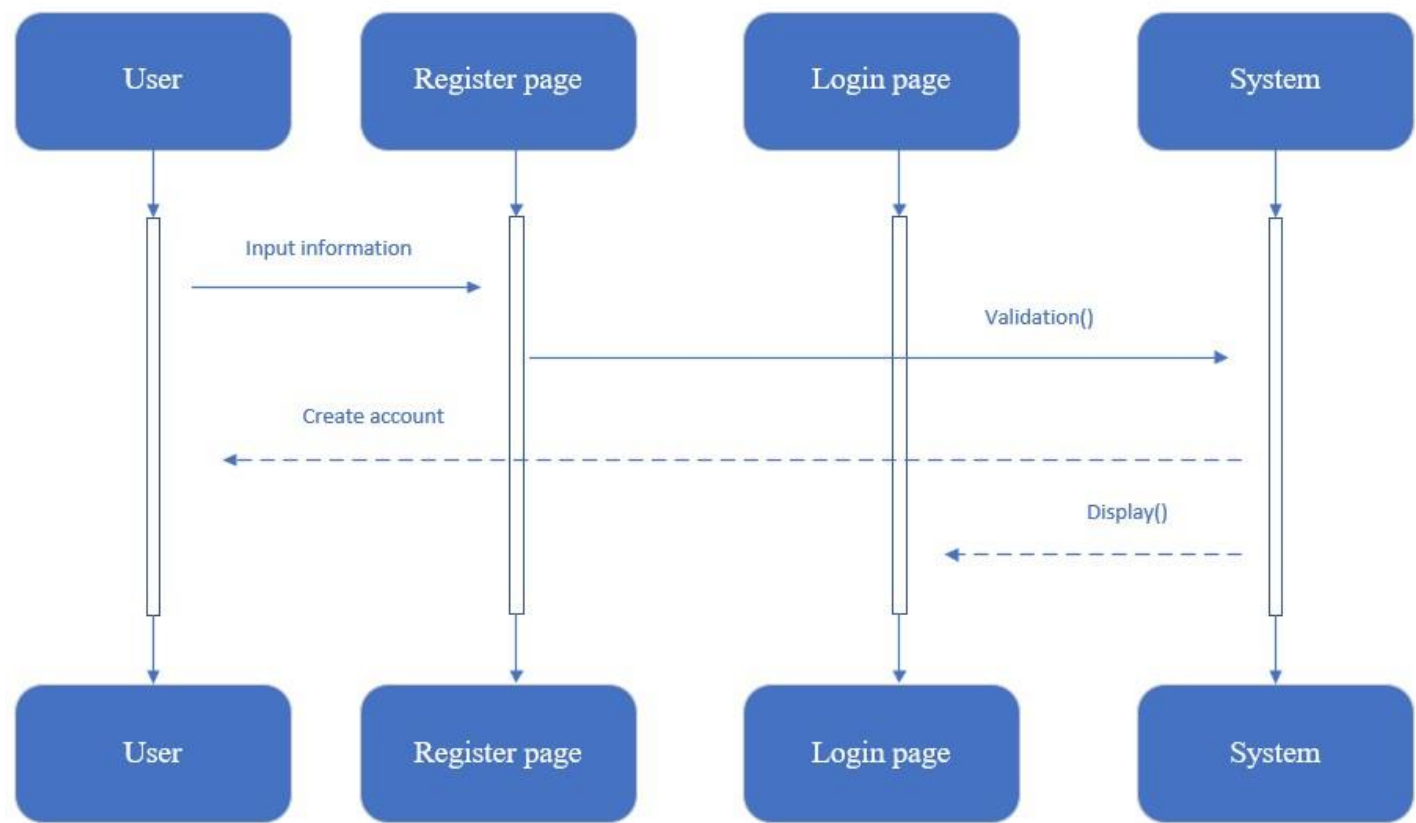 User
Register page
Login page
System
Input information
Validation()
Create account
Display()
User
Register page
Login page
System